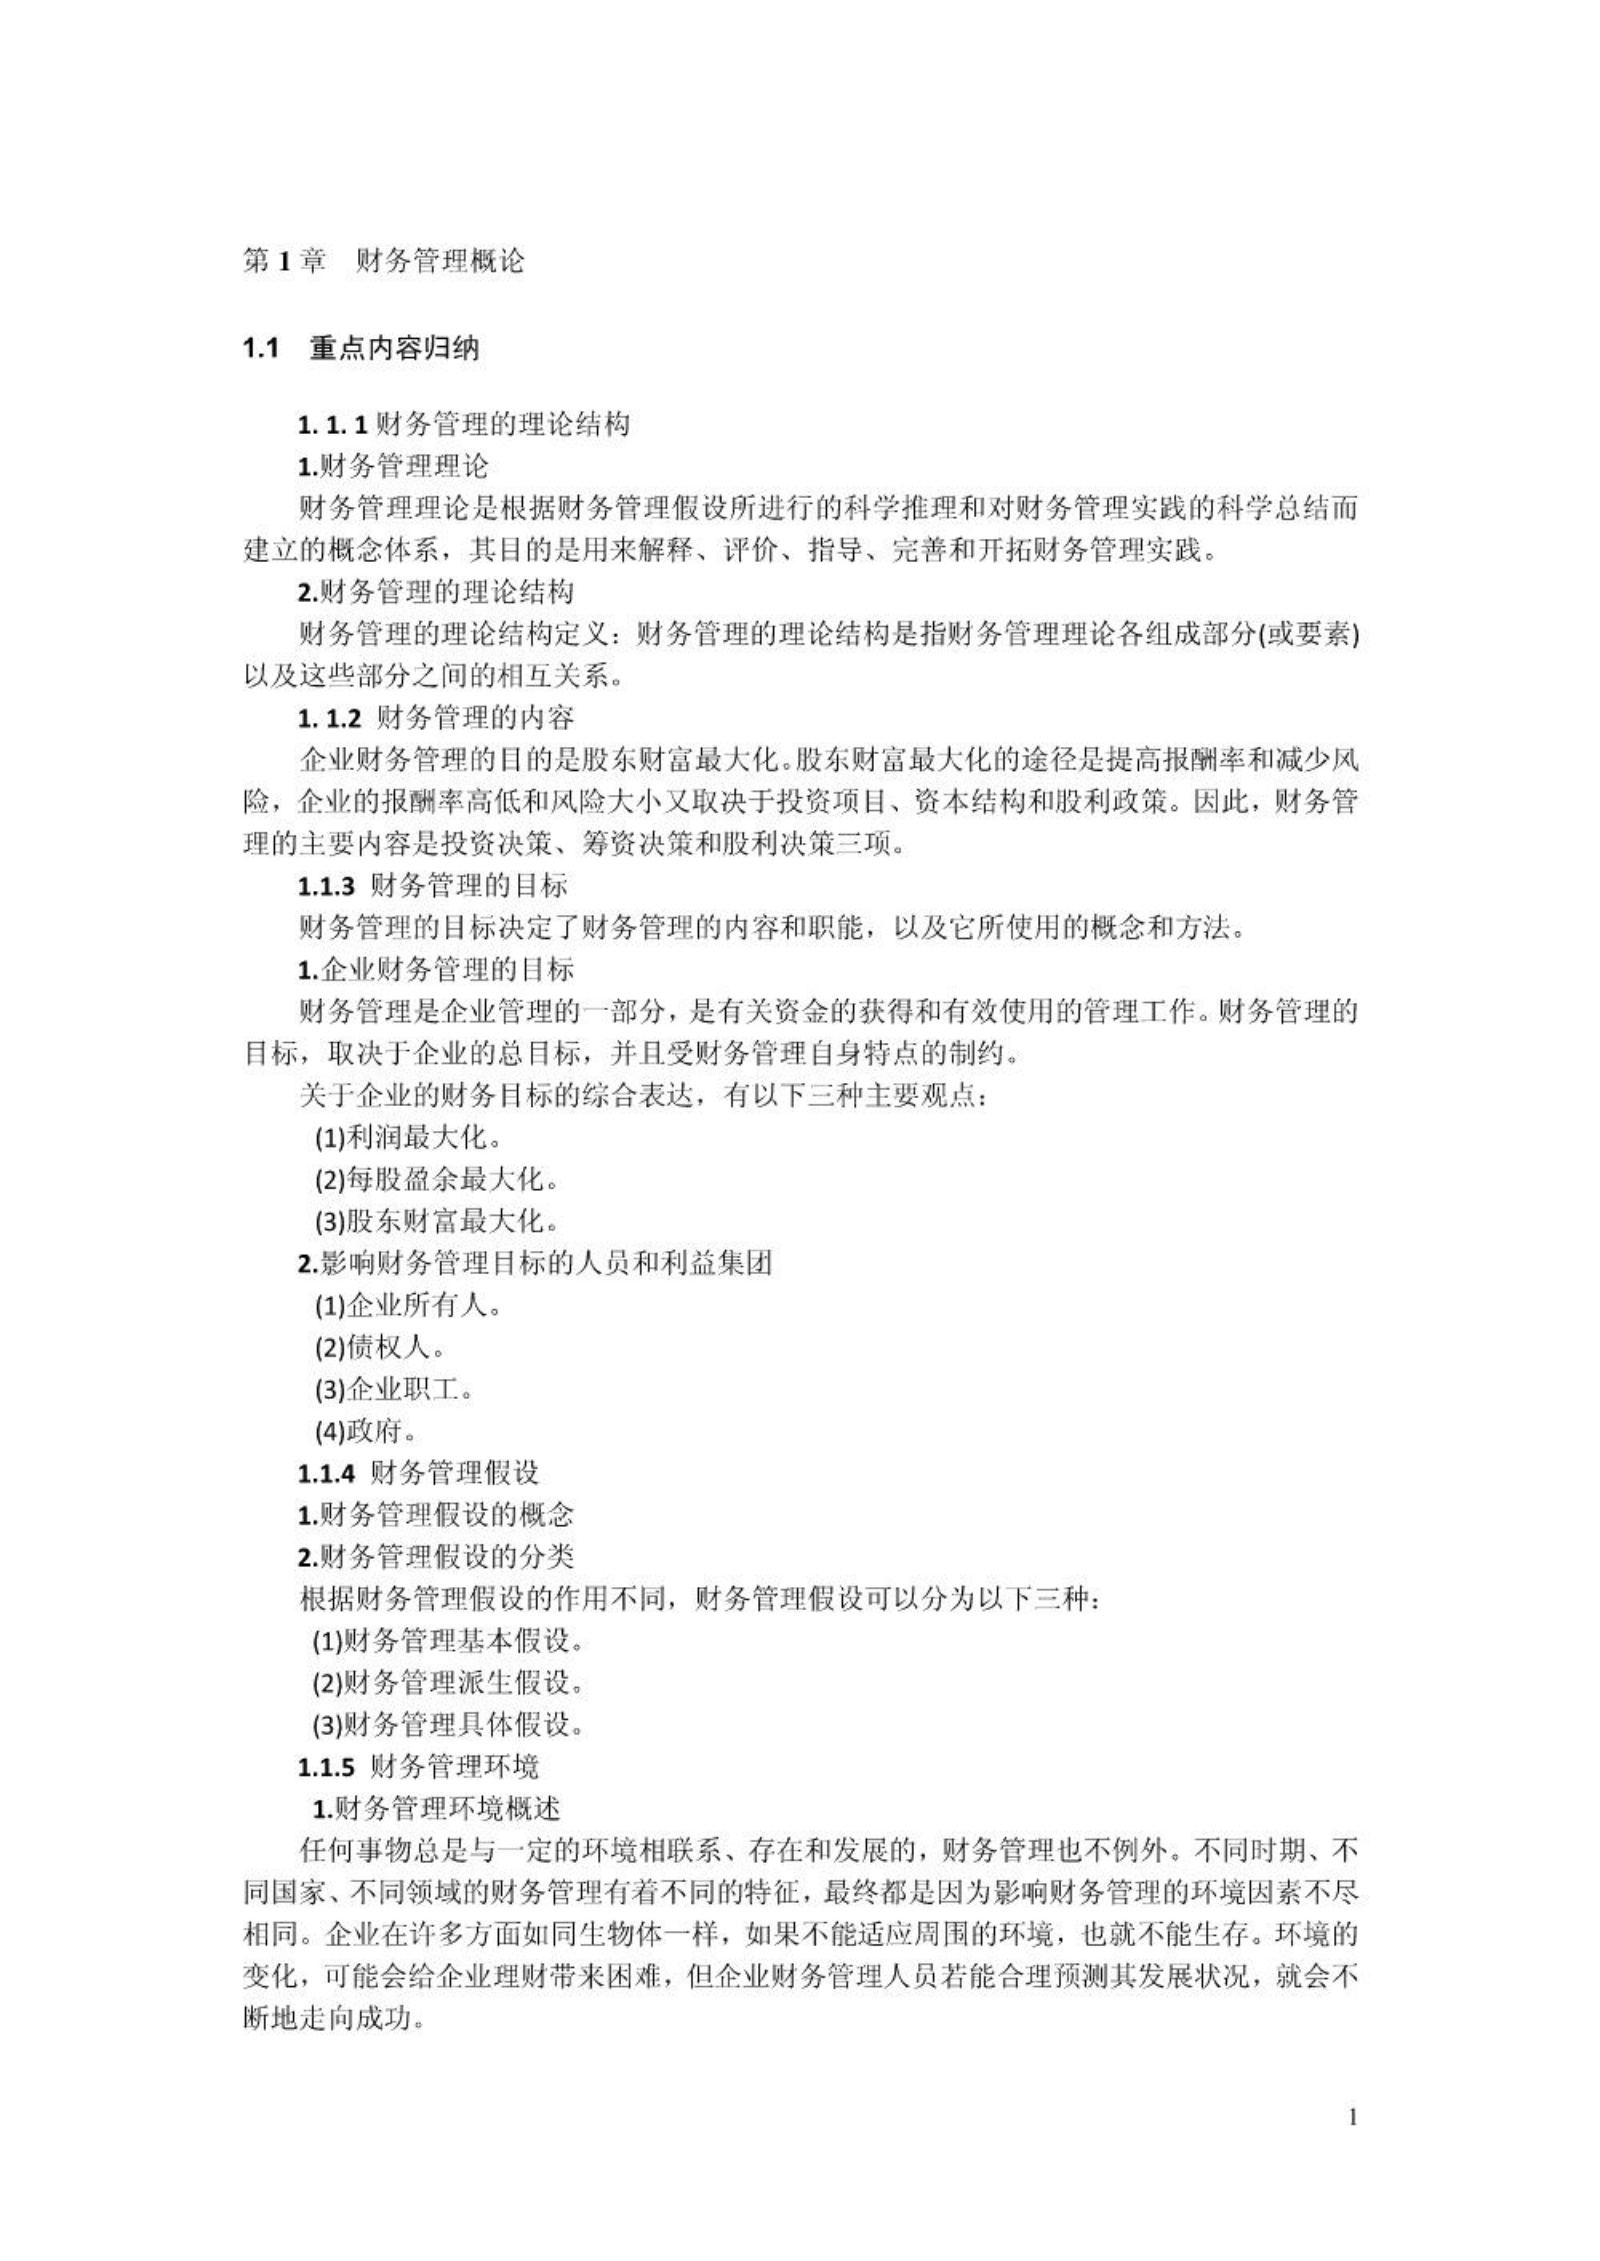 第 1 章　财务管理概论
1.1　重点内容归纳
1. 1. 1 财务管理的理论结构
1.财务管理理论
财务管理理论是根据财务管理假设所进行的科学推理和对财务管理实践的科学总结而
建立的概念体系，其目的是用来解释、评价、指导、完善和开拓财务管理实践。
2.财务管理的理论结构
财务管理的理论结构定义：财务管理的理论结构是指财务管理理论各组成部分(或要素)
以及这些部分之间的相互关系。
1. 1.2 财务管理的内容
企业财务管理的目的是股东财富最大化。股东财富最大化的途径是提高报酬率和减少风
险，企业的报酬率高低和风险大小又取决于投资项目、资本结构和股利政策。因此，财务管
理的主要内容是投资决策、筹资决策和股利决策三项。
1.1.3 财务管理的目标
财务管理的目标决定了财务管理的内容和职能，以及它所使用的概念和方法。
1.企业财务管理的目标
财务管理是企业管理的一部分，是有关资金的获得和有效使用的管理工作。财务管理的
目标，取决于企业的总目标，并且受财务管理自身特点的制约。
关于企业的财务目标的综合表达，有以下三种主要观点：
(1)利润最大化。
(2)每股盈余最大化。
(3)股东财富最大化。
2.影响财务管理目标的人员和利益集团
(1)企业所有人。
(2)债权人。
(3)企业职工。
(4)政府。
1.1.4 财务管理假设
1.财务管理假设的概念
2.财务管理假设的分类
根据财务管理假设的作用不同，财务管理假设可以分为以下三种：
(1)财务管理基本假设。
(2)财务管理派生假设。
(3)财务管理具体假设。
1.1.5 财务管理环境
1.财务管理环境概述
任何事物总是与一定的环境相联系、存在和发展的，财务管理也不例外。不同时期、不
同国家、不同领域的财务管理有着不同的特征，最终都是因为影响财务管理的环境因素不尽
相同。企业在许多方面如同生物体一样，如果不能适应周围的环境，也就不能生存。环境的
变化，可能会给企业理财带来困难，但企业财务管理人员若能合理预测其发展状况，就会不
断地走向成功。
1